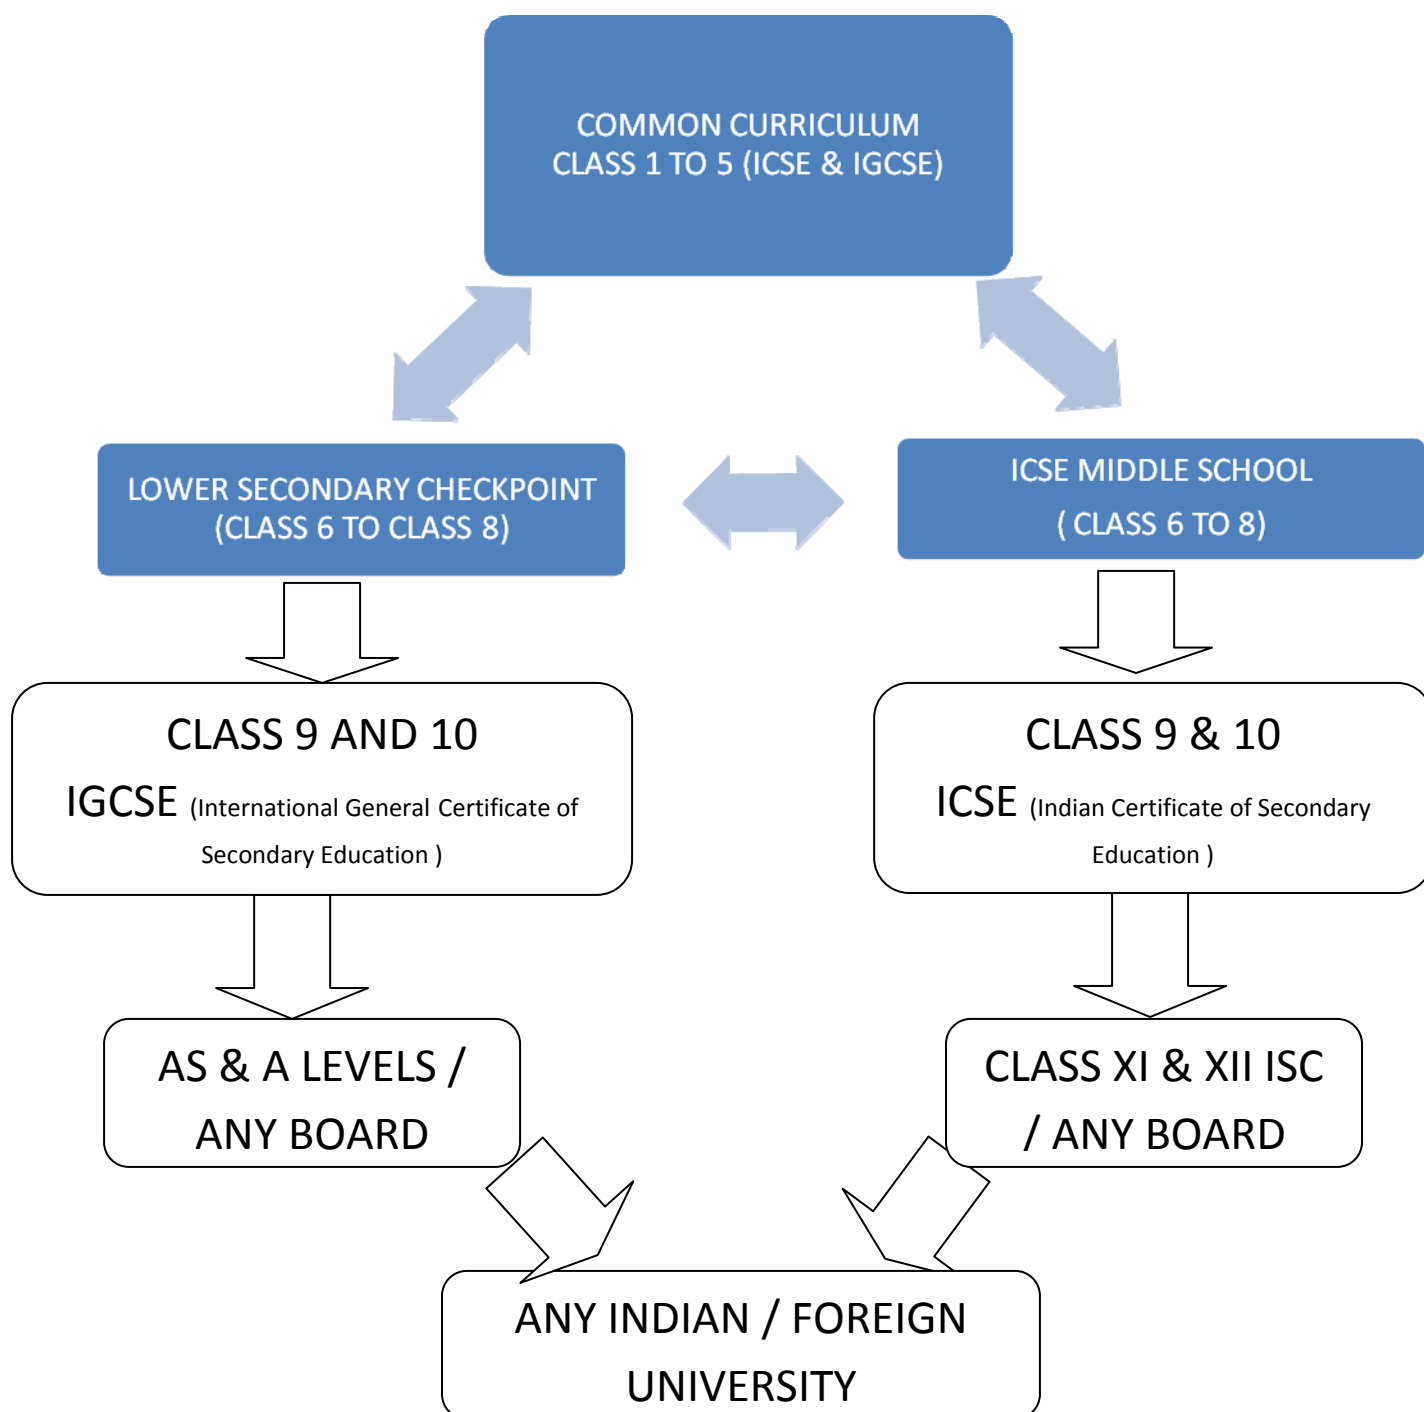 COMMON CURRICULUM
CLASS 1 TO 5 (ICSE & IGCSE)
LOWER SECONDARY CHECKPOINT
(CLASS 6 TO CLASS 8)
ICSE MIDDLE SCHOOL
( CLASS 6 TO 8)
CLASS 9 AND 10
IGCSE (International General Certificate of
Secondary Education )
CLASS 9 & 10
ICSE (Indian Certificate of Secondary
Education )
AS & A LEVELS /
ANY BOARD
CLASS XI & XII ISC
/ ANY BOARD
ANY INDIAN / FOREIGN
UNIVERSITY